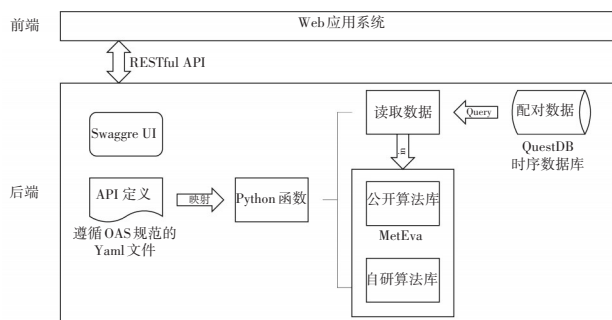 前端
Web应用系统
RESTful API
后端
Swaggre UI
API 定义
遵循OAS规范的
Yaml文件
映射
Python 函数
读取数据
Query
配对数据
QuestDB
时序数据库
in
公开算法库
MetEva
自研算法库